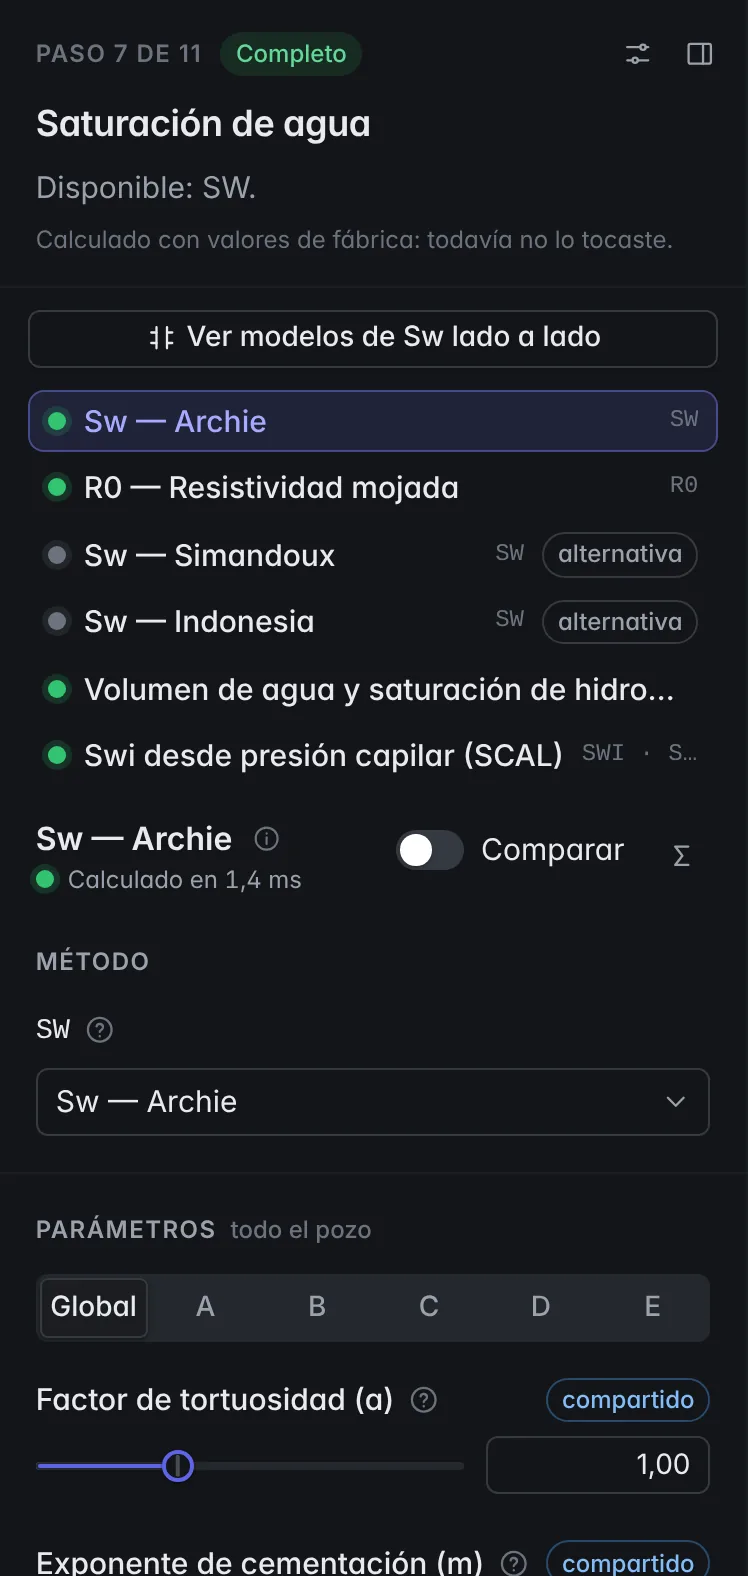 PASO 7 DE 11 Completo
Saturación de agua
Disponible: SW.
Calculado con valores de fábrica: todavía no lo tocaste.
Ver modelos de Sw lado a lado
Sw — Archie SW
R0 — Resistividad mojada R0
Sw — Simandoux SW alternativa
Sw — Indonesia SW alternativa
Volumen de agua y saturación de hidro...
Swi desde presión capilar (SCAL) SWI · S...
Sw — Archie Comparar Σ
Calculado en 1,4 ms
MÉTODO
SW
Sw — Archie
PARÁMETROS todo el pozo
Global A B C D E
Factor de tortuosidad (a) compartido
1,00
Exponente de cementación (m) compartido